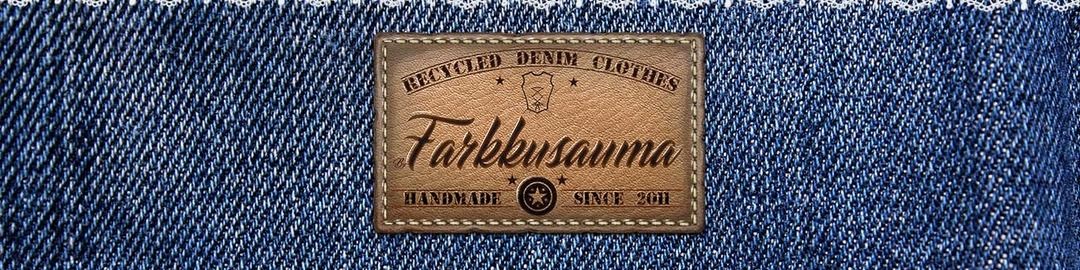 RECYCLED DENIM CLOTHES
Farkkusauma
HANDMADE SINCE 2011